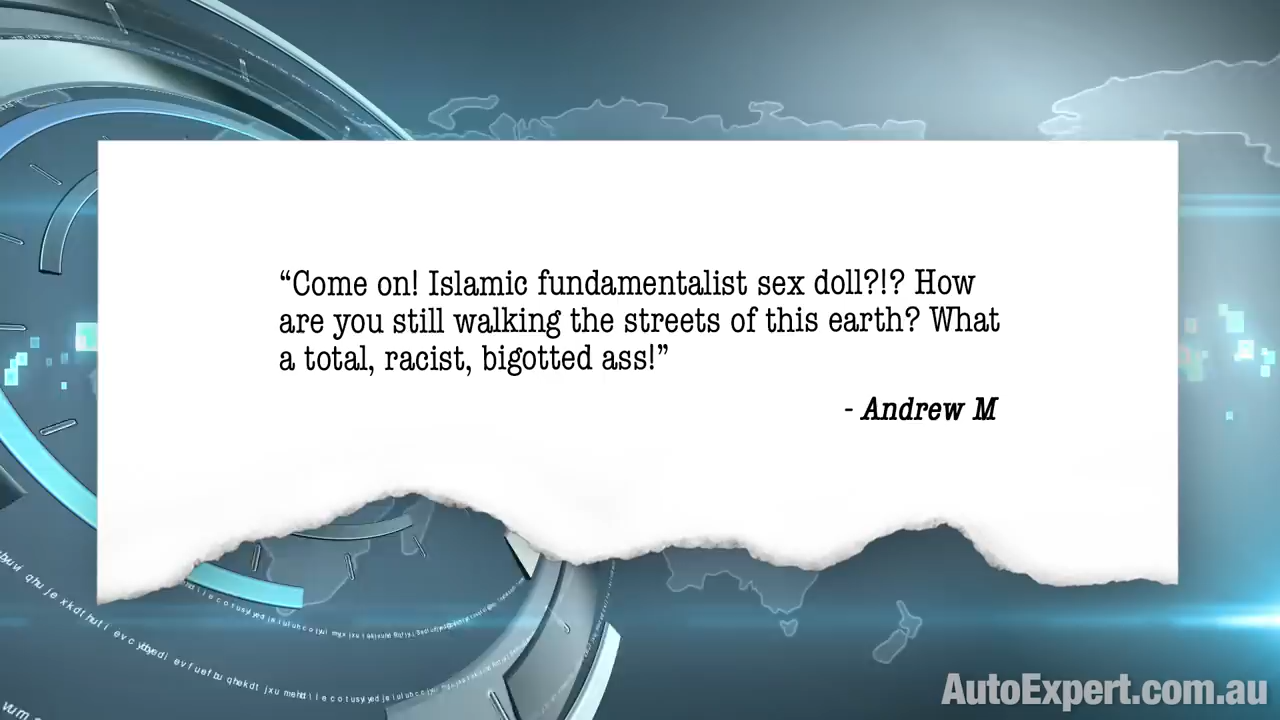 “Come on! Islamic fundamentalist sex doll?!? How
are you still walking the streets of this earth? What
a total, racist, bigotted ass!”
- Andrew M
AutoExpert.com.au